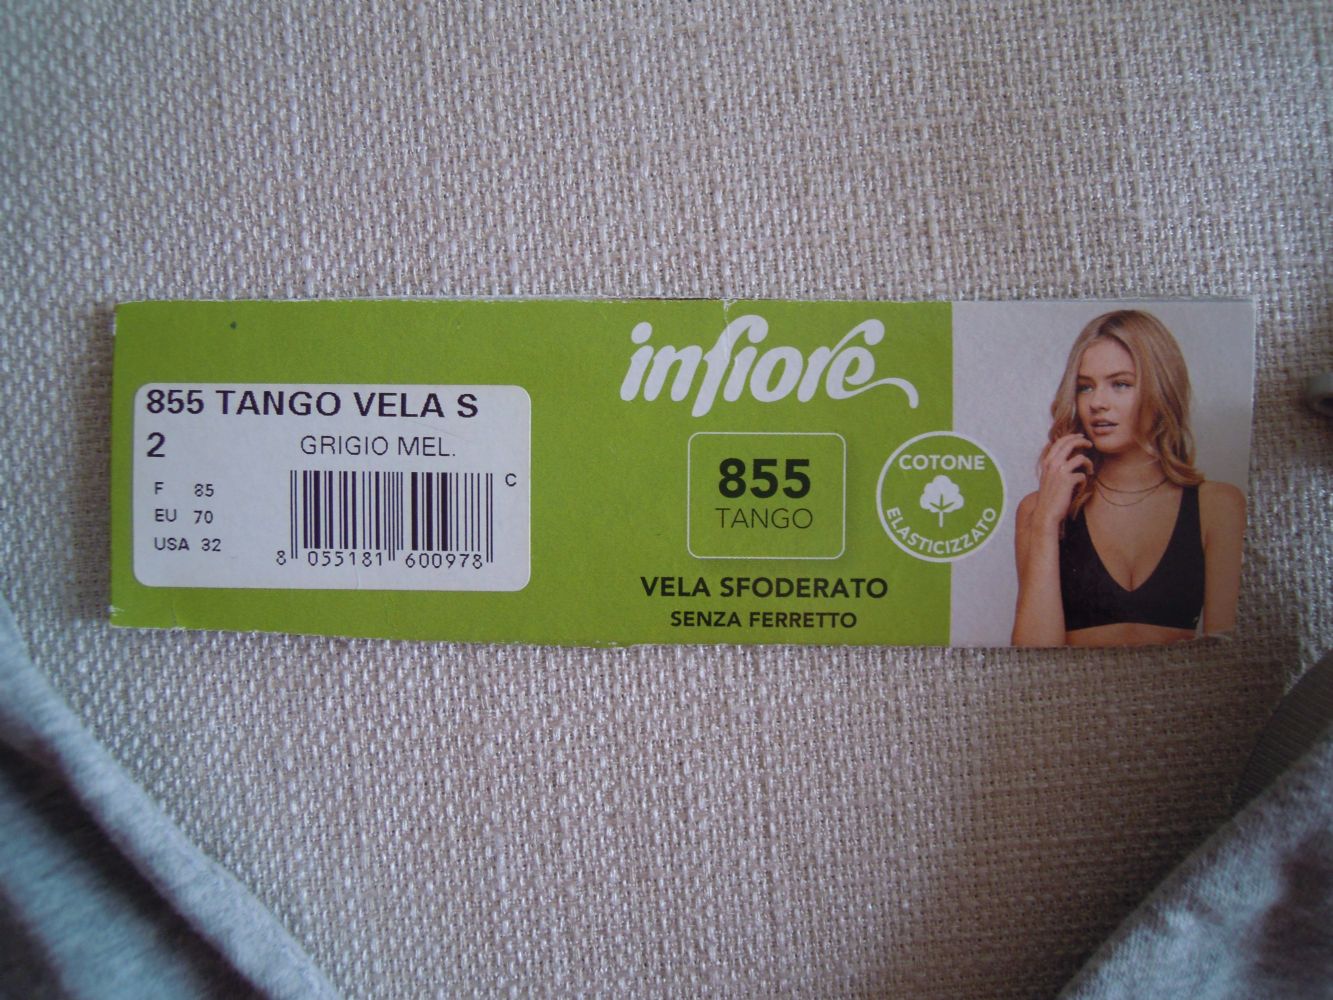 855 TANGO VELA S
2 GRIGIO MEL.
F 85
EU 70
USA 32
C
8 055181 600978
infiore
855
TANGO
VELA SFODERATO
SENZA FERRETTO
COTONE
ELASTICIZZATO